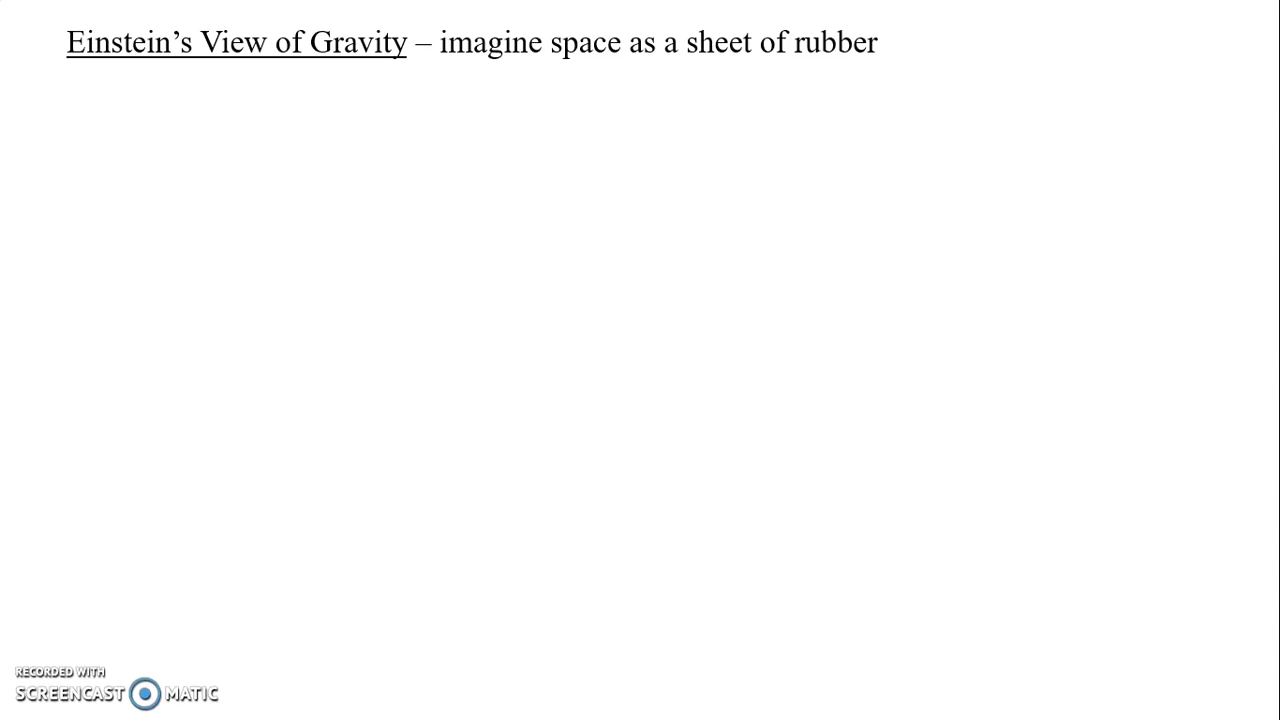 Einstein’s View of Gravity – imagine space as a sheet of rubber
RECORDED WITH
SCREENCAST MATIC